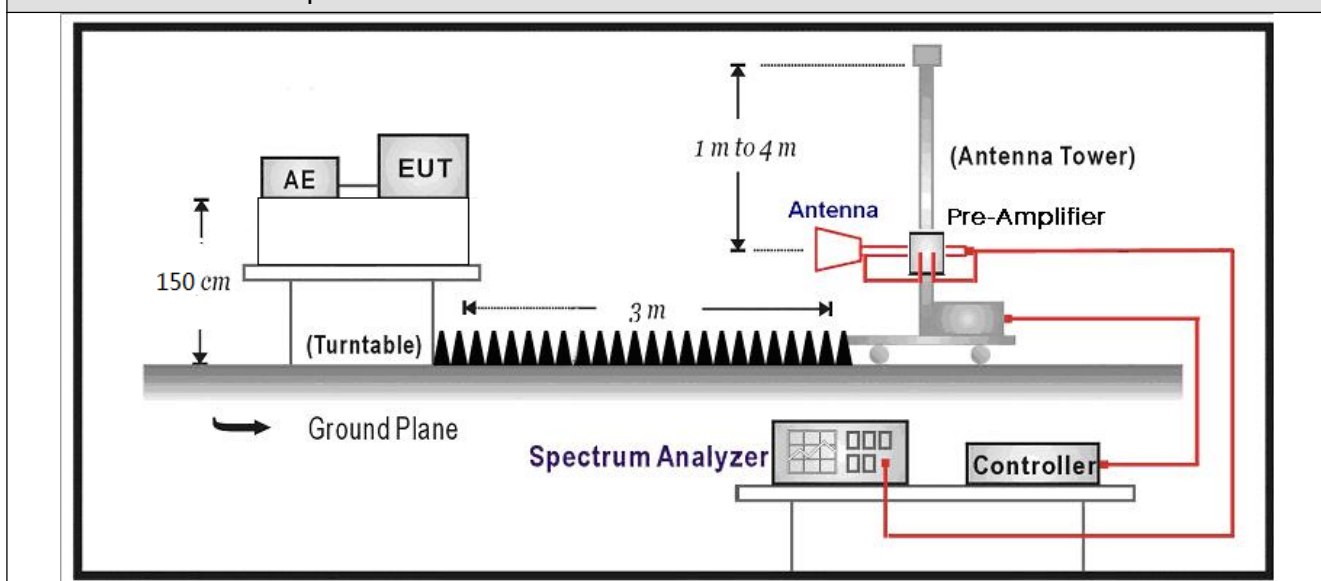 1 m to 4 m
(Antenna Tower)
EUT
AE
Antenna
Pre-Amplifier
150 cm
3 m
(Turntable)
Ground Plane
Spectrum Analyzer
Controller